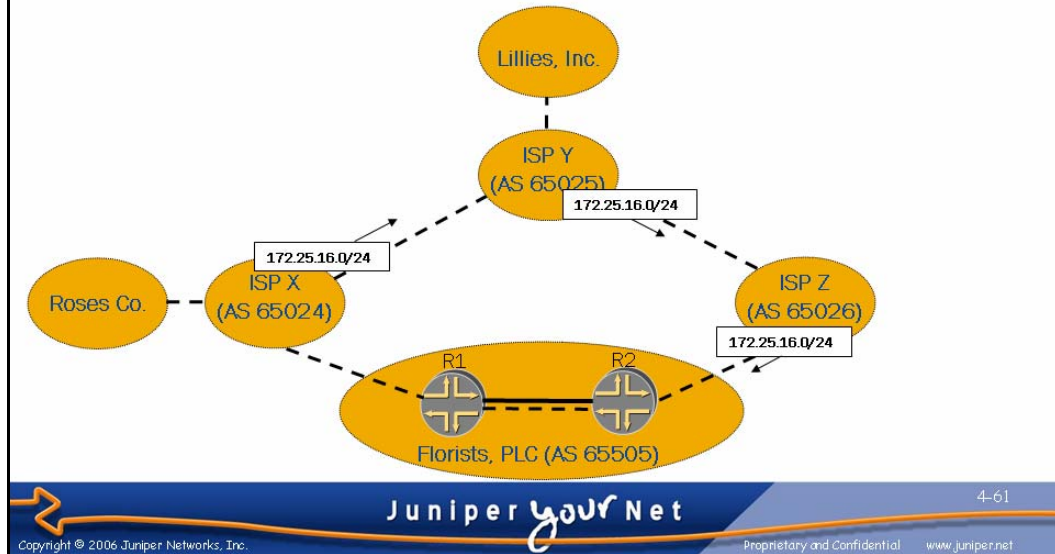 Lillies, Inc.
ISP Y
(AS 65025)
172.25.16.0/24
172.25.16.0/24
ISP X
(AS 65024)
Roses Co.
ISP Z
(AS 65026)
172.25.16.0/24
R1
R2
Florists, PLC (AS 65505)
Juniper your Net
4-61
Copyright © 2006 Juniper Networks, Inc.
Proprietary and Confidential
www.juniper.net